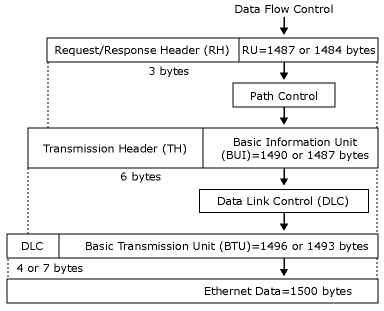 Data Flow Control
Request/Response Header (RH)
RU=1487 or 1484 bytes
3 bytes
Path Control
Transmission Header (TH)
Basic Information Unit
(BUI)=1490 or 1487 bytes
6 bytes
Data Link Control (DLC)
DLC
Basic Transmission Unit (BTU)=1496 or 1493 bytes
4 or 7 bytes
Ethernet Data=1500 bytes